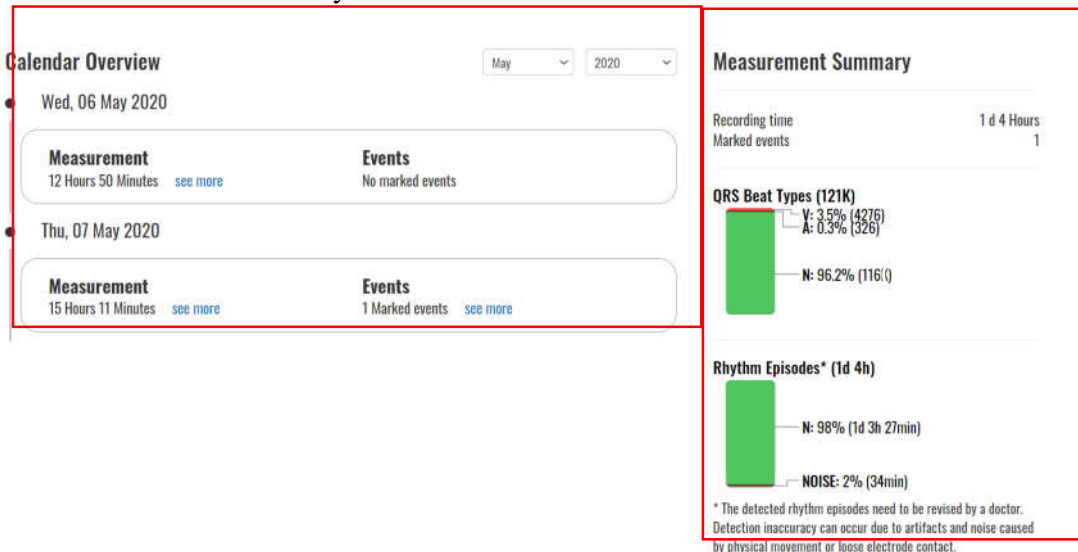 Calendar Overview
May
2020
Wed, 06 May 2020
Measurement
12 Hours 50 Minutes see more
Events
No marked events
Thu, 07 May 2020
Measurement
15 Hours 11 Minutes see more
Events
1 Marked events see more
Measurement Summary
Recording time 1 d 4 Hours
Marked events 1
QRS Beat Types (121K)
V: 3.5% (4276)
A: 0.3% (326)
N: 96.2%
Rhythm Episodes* (1d 4h)
N: 98% (1d 3h 27min)
NOISE: 2% (34min)
* The detected rhythm episodes need to be revised by a doctor.
Detection inaccuracy can occur due to artifacts and noise caused
by physical movement or loose electrode contact.